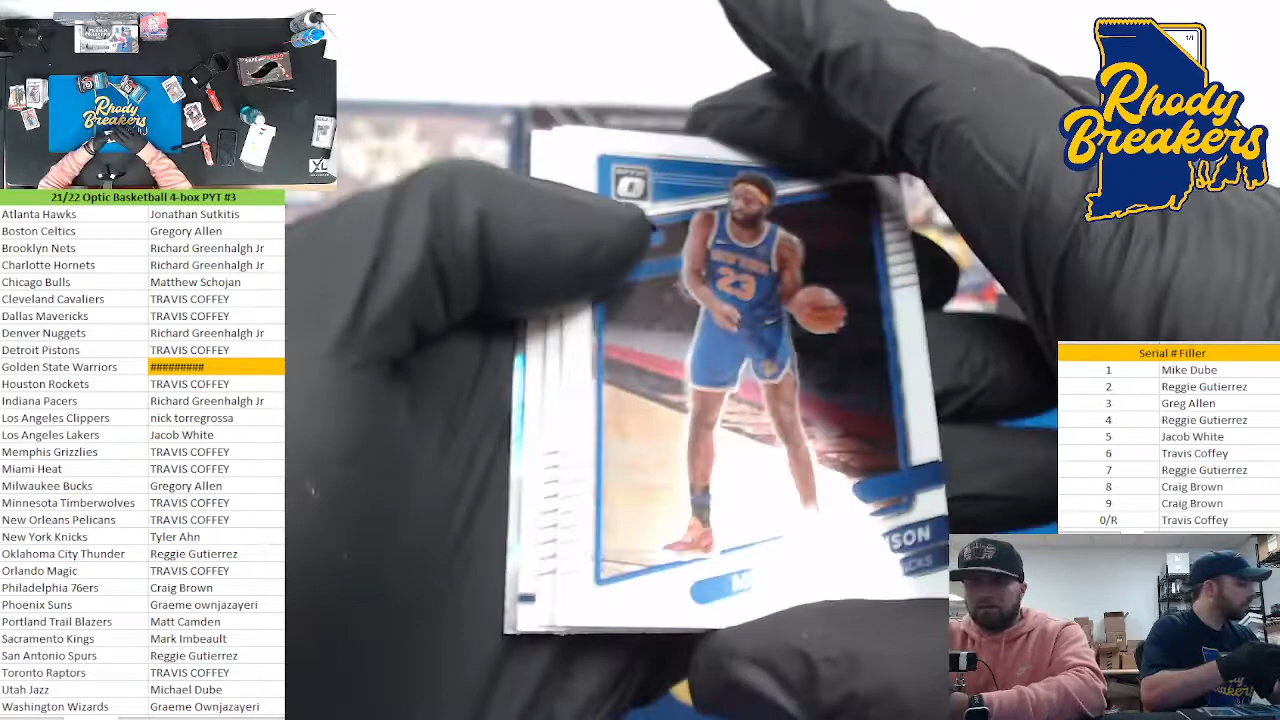 Rhody
Breakers
1/1
Rhody
Breakers
XL
21/22 Optic Basketball 4-box PYT #3
Atlanta Hawks Jonathan Sutkitis
Boston Celtics Gregory Allen
Brooklyn Nets Richard Greenhalgh Jr
Charlotte Hornets Richard Greenhalgh Jr
Chicago Bulls Matthew Schojan
Cleveland Cavaliers TRAVIS COFFEY
Dallas Mavericks TRAVIS COFFEY
Denver Nuggets Richard Greenhalgh Jr
Detroit Pistons TRAVIS COFFEY
Golden State Warriors #########
Houston Rockets TRAVIS COFFEY
Indiana Pacers Richard Greenhalgh Jr
Los Angeles Clippers nick torregrossa
Los Angeles Lakers Jacob White
Memphis Grizzlies TRAVIS COFFEY
Miami Heat TRAVIS COFFEY
Milwaukee Bucks Gregory Allen
Minnesota Timberwolves TRAVIS COFFEY
New Orleans Pelicans TRAVIS COFFEY
New York Knicks Tyler Ahn
Oklahoma City Thunder Reggie Gutierrez
Orlando Magic TRAVIS COFFEY
Philadelphia 76ers Craig Brown
Phoenix Suns Graeme ownjazayeri
Portland Trail Blazers Matt Camden
Sacramento Kings Mark Imbeault
San Antonio Spurs Reggie Gutierrez
Toronto Raptors TRAVIS COFFEY
Utah Jazz Michael Dube
Washington Wizards Graeme Ownjazayeri
NEW YORK
23
Serial # Filler
1 Mike Dube
2 Reggie Gutierrez
3 Greg Allen
4 Reggie Gutierrez
5 Jacob White
6 Travis Coffey
7 Reggie Gutierrez
8 Craig Brown
9 Craig Brown
0/R Travis Coffey
Breakers